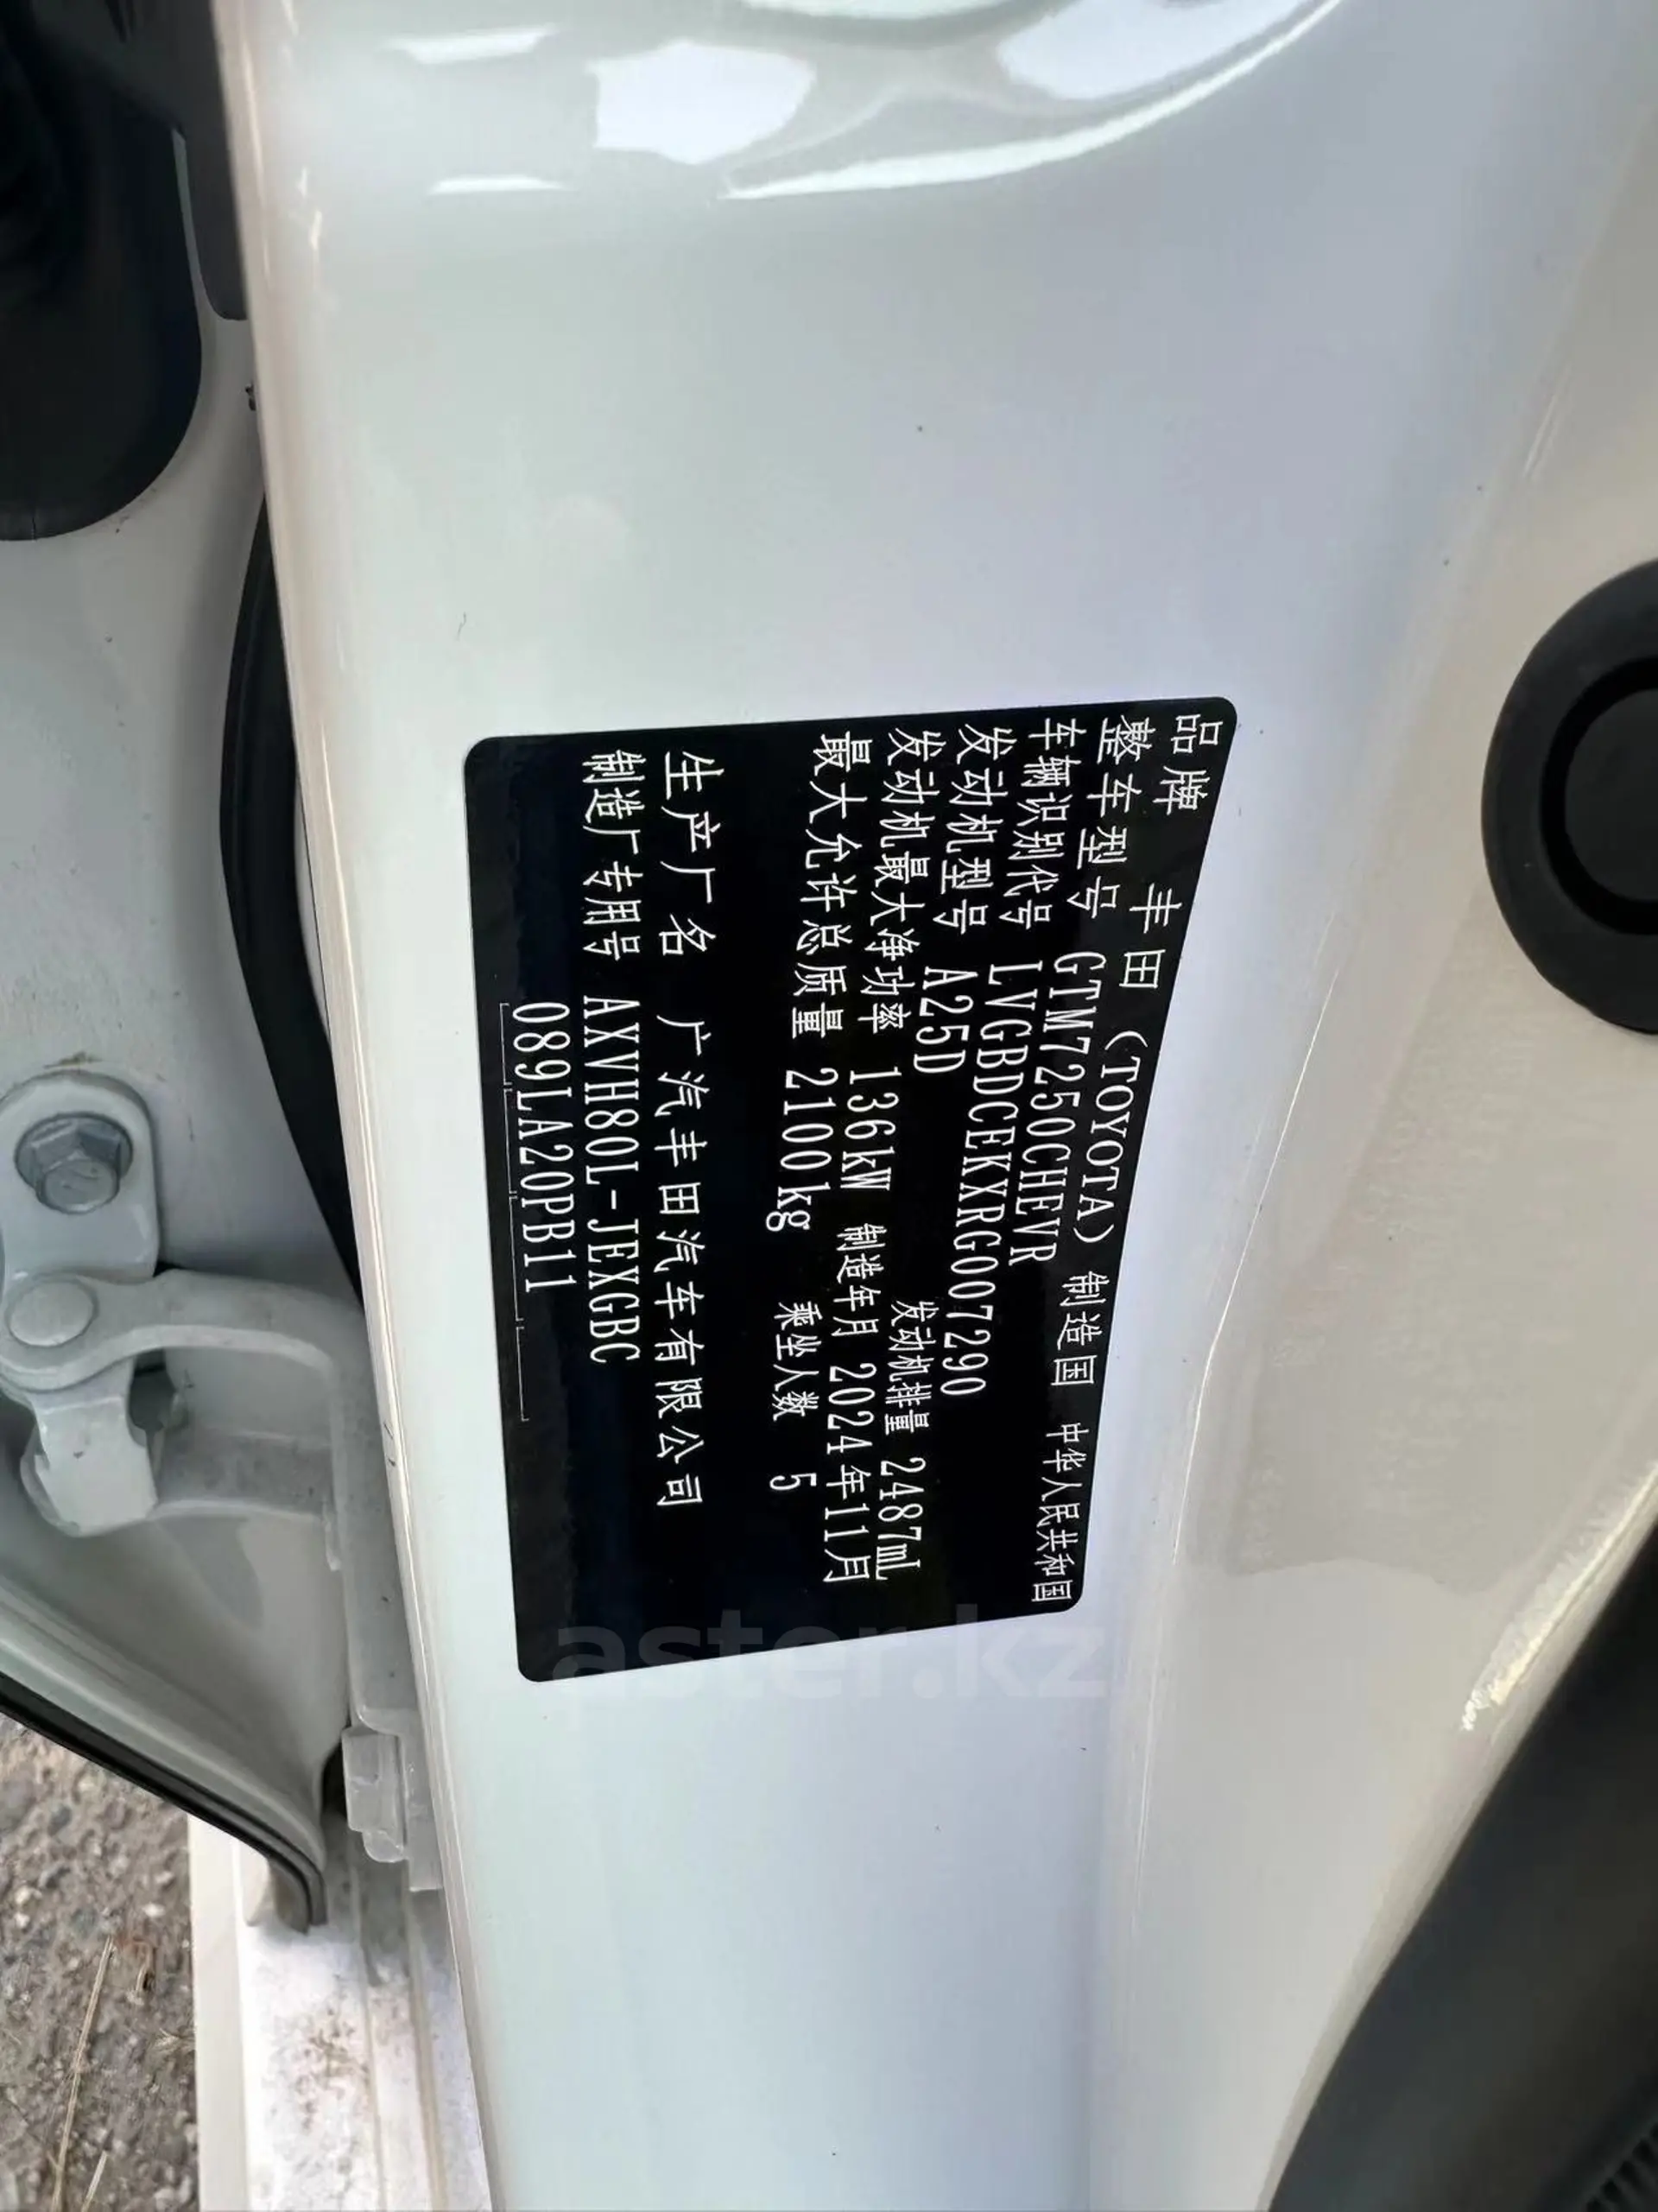 品牌 丰田 (TOYOTA) 制造国 中华人民共和国
整车型号 GTM7250CHEVR
车辆识别代号 LVGBDCEKXRG007290
发动机型号 A25D 发动机排量 2487mL
发动机最大净功率 136kW 制造年月 2024年11月
最大允许总质量 2100kg 乘坐人数 5
生产厂名 广汽丰田汽车有限公司
制造厂专用号 AXVH80L-JEXGBC
089LA20PB11
aster.kz